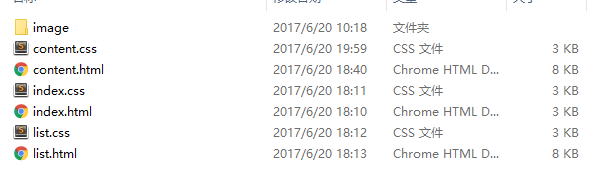 image 2017/6/20 10:18 文件夹
content.css 2017/6/20 19:59 CSS 文件 3 KB
content.html 2017/6/20 18:40 Chrome HTML D... 8 KB
index.css 2017/6/20 18:11 CSS 文件 3 KB
index.html 2017/6/20 18:10 Chrome HTML D... 3 KB
list.css 2017/6/20 18:12 CSS 文件 3 KB
list.html 2017/6/20 18:13 Chrome HTML D... 8 KB